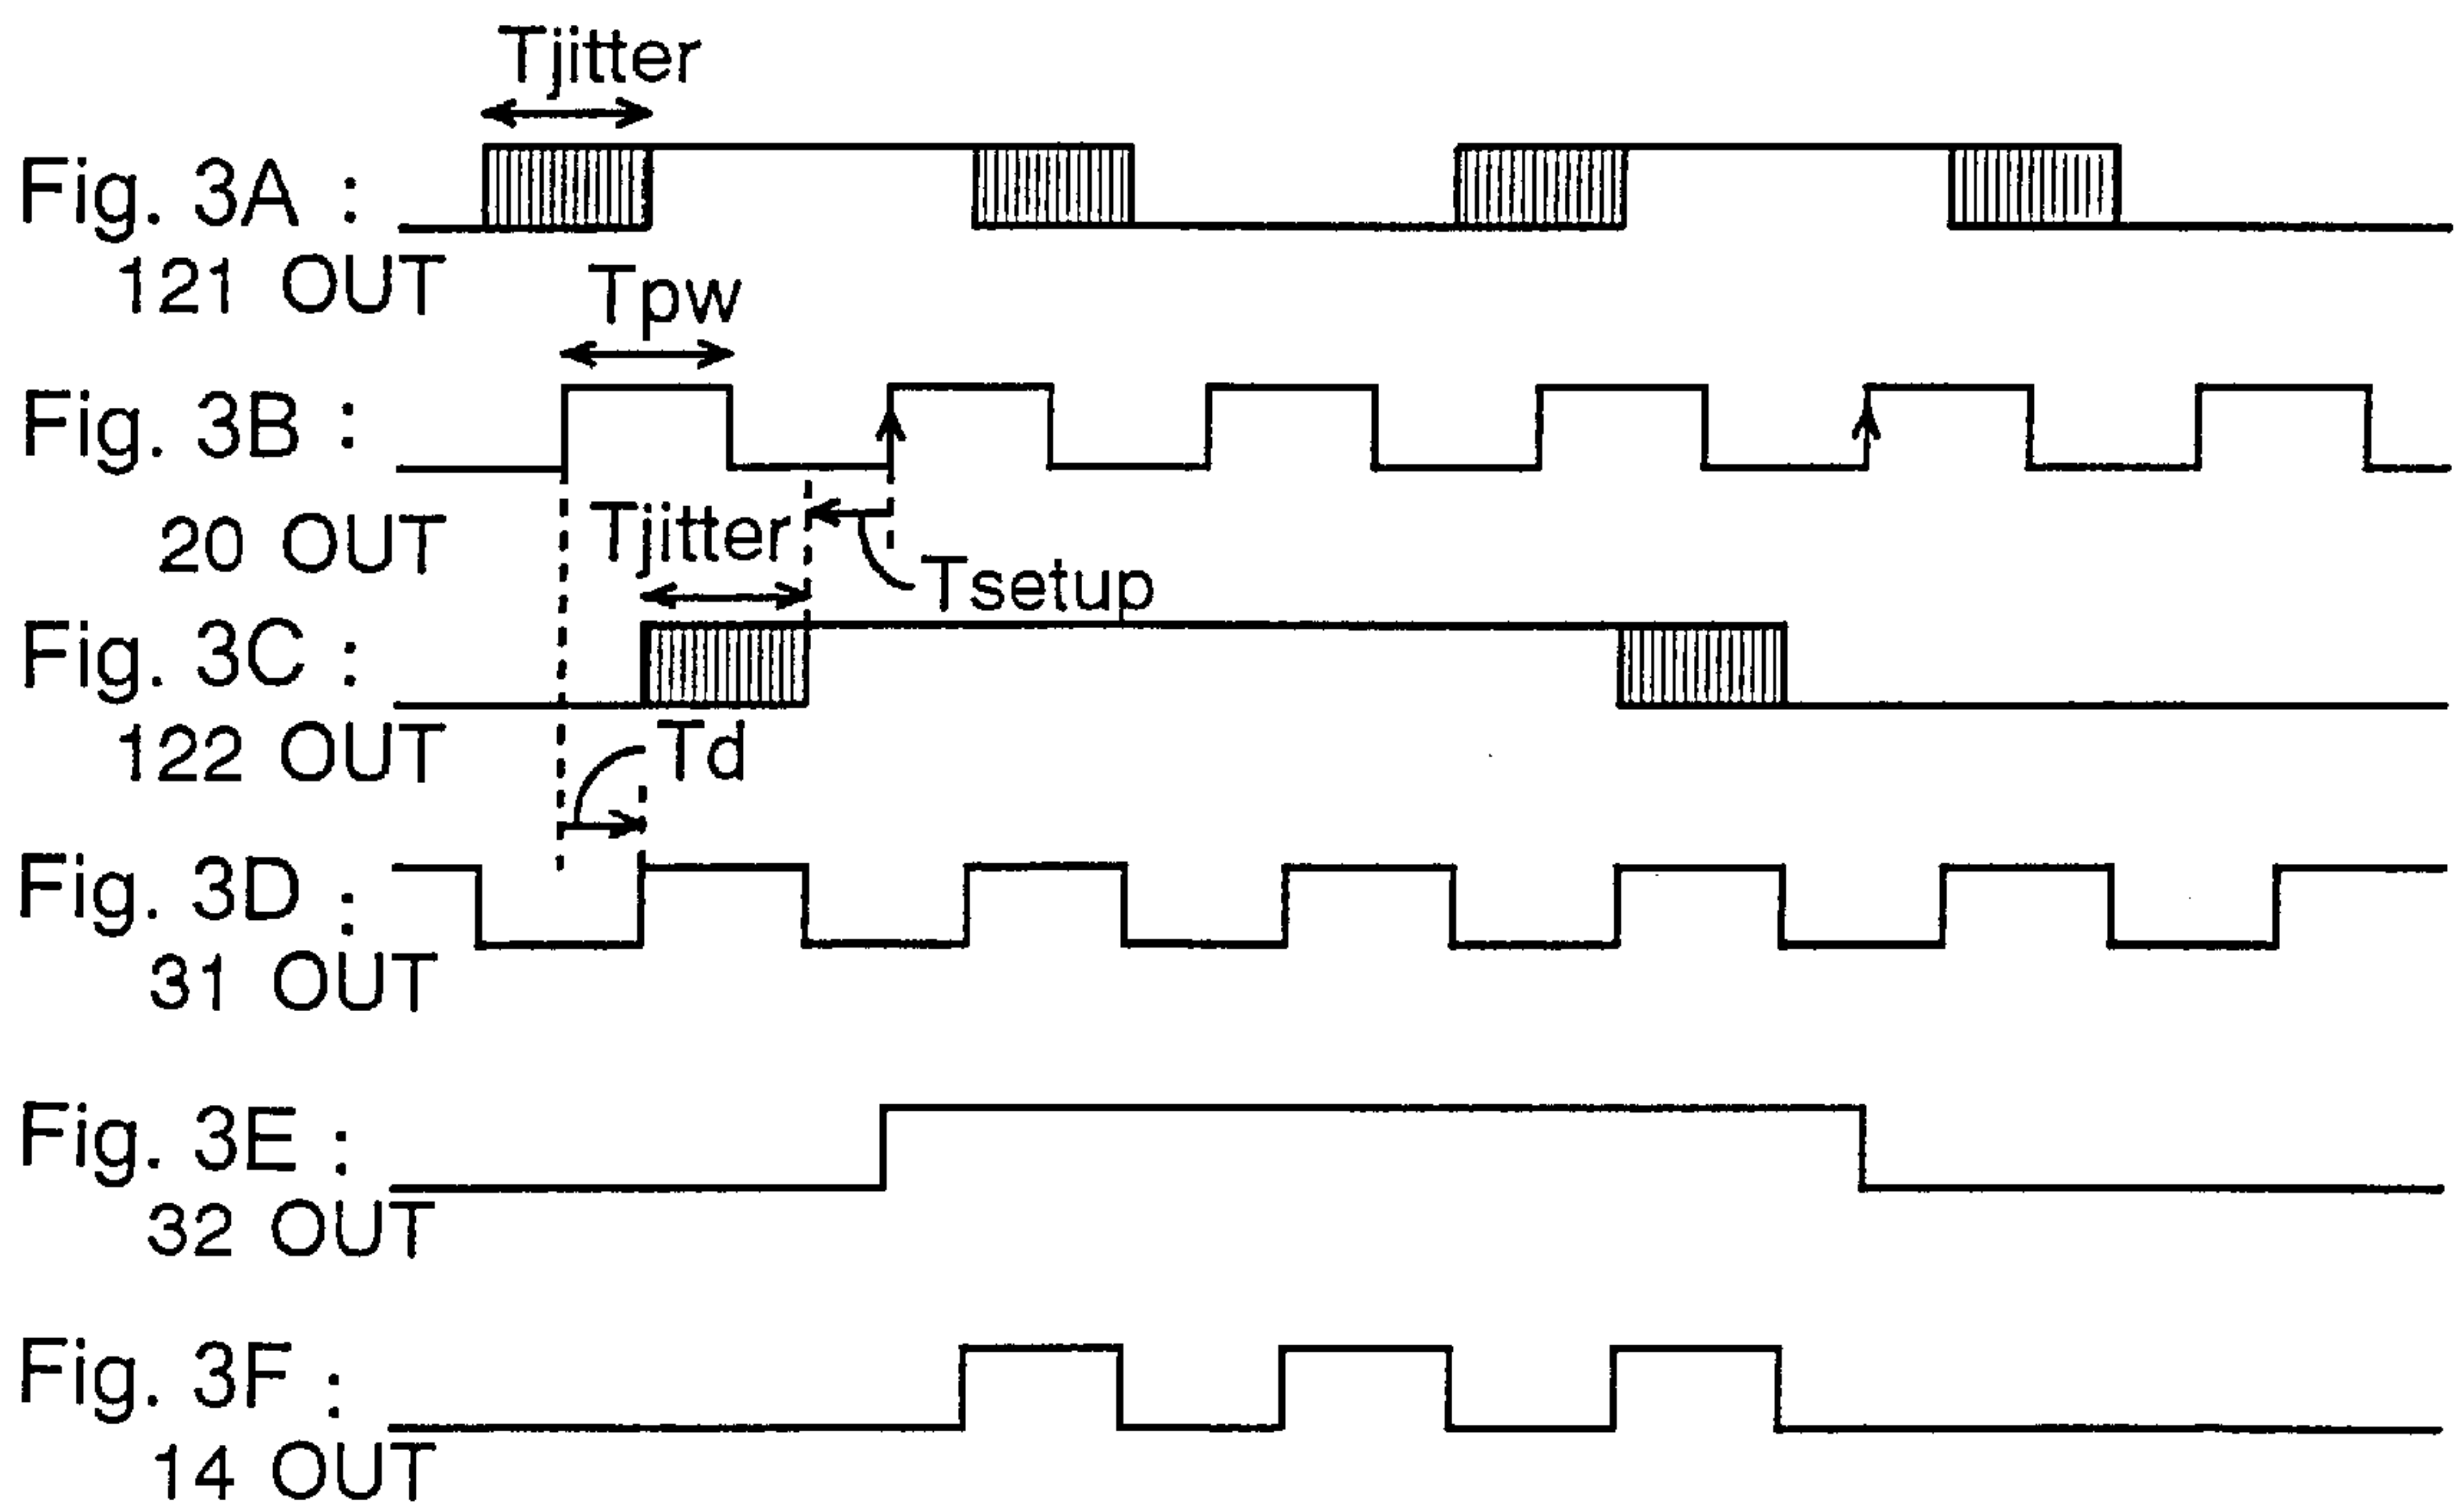 Tjitter
Fig. 3A :
121 OUT
Tpw
Fig. 3B :
20 OUT
Tjitter
Tsetup
Fig. 3C :
122 OUT
Td
Fig. 3D :
31 OUT
Fig. 3E :
32 OUT
Fig. 3F :
14 OUT